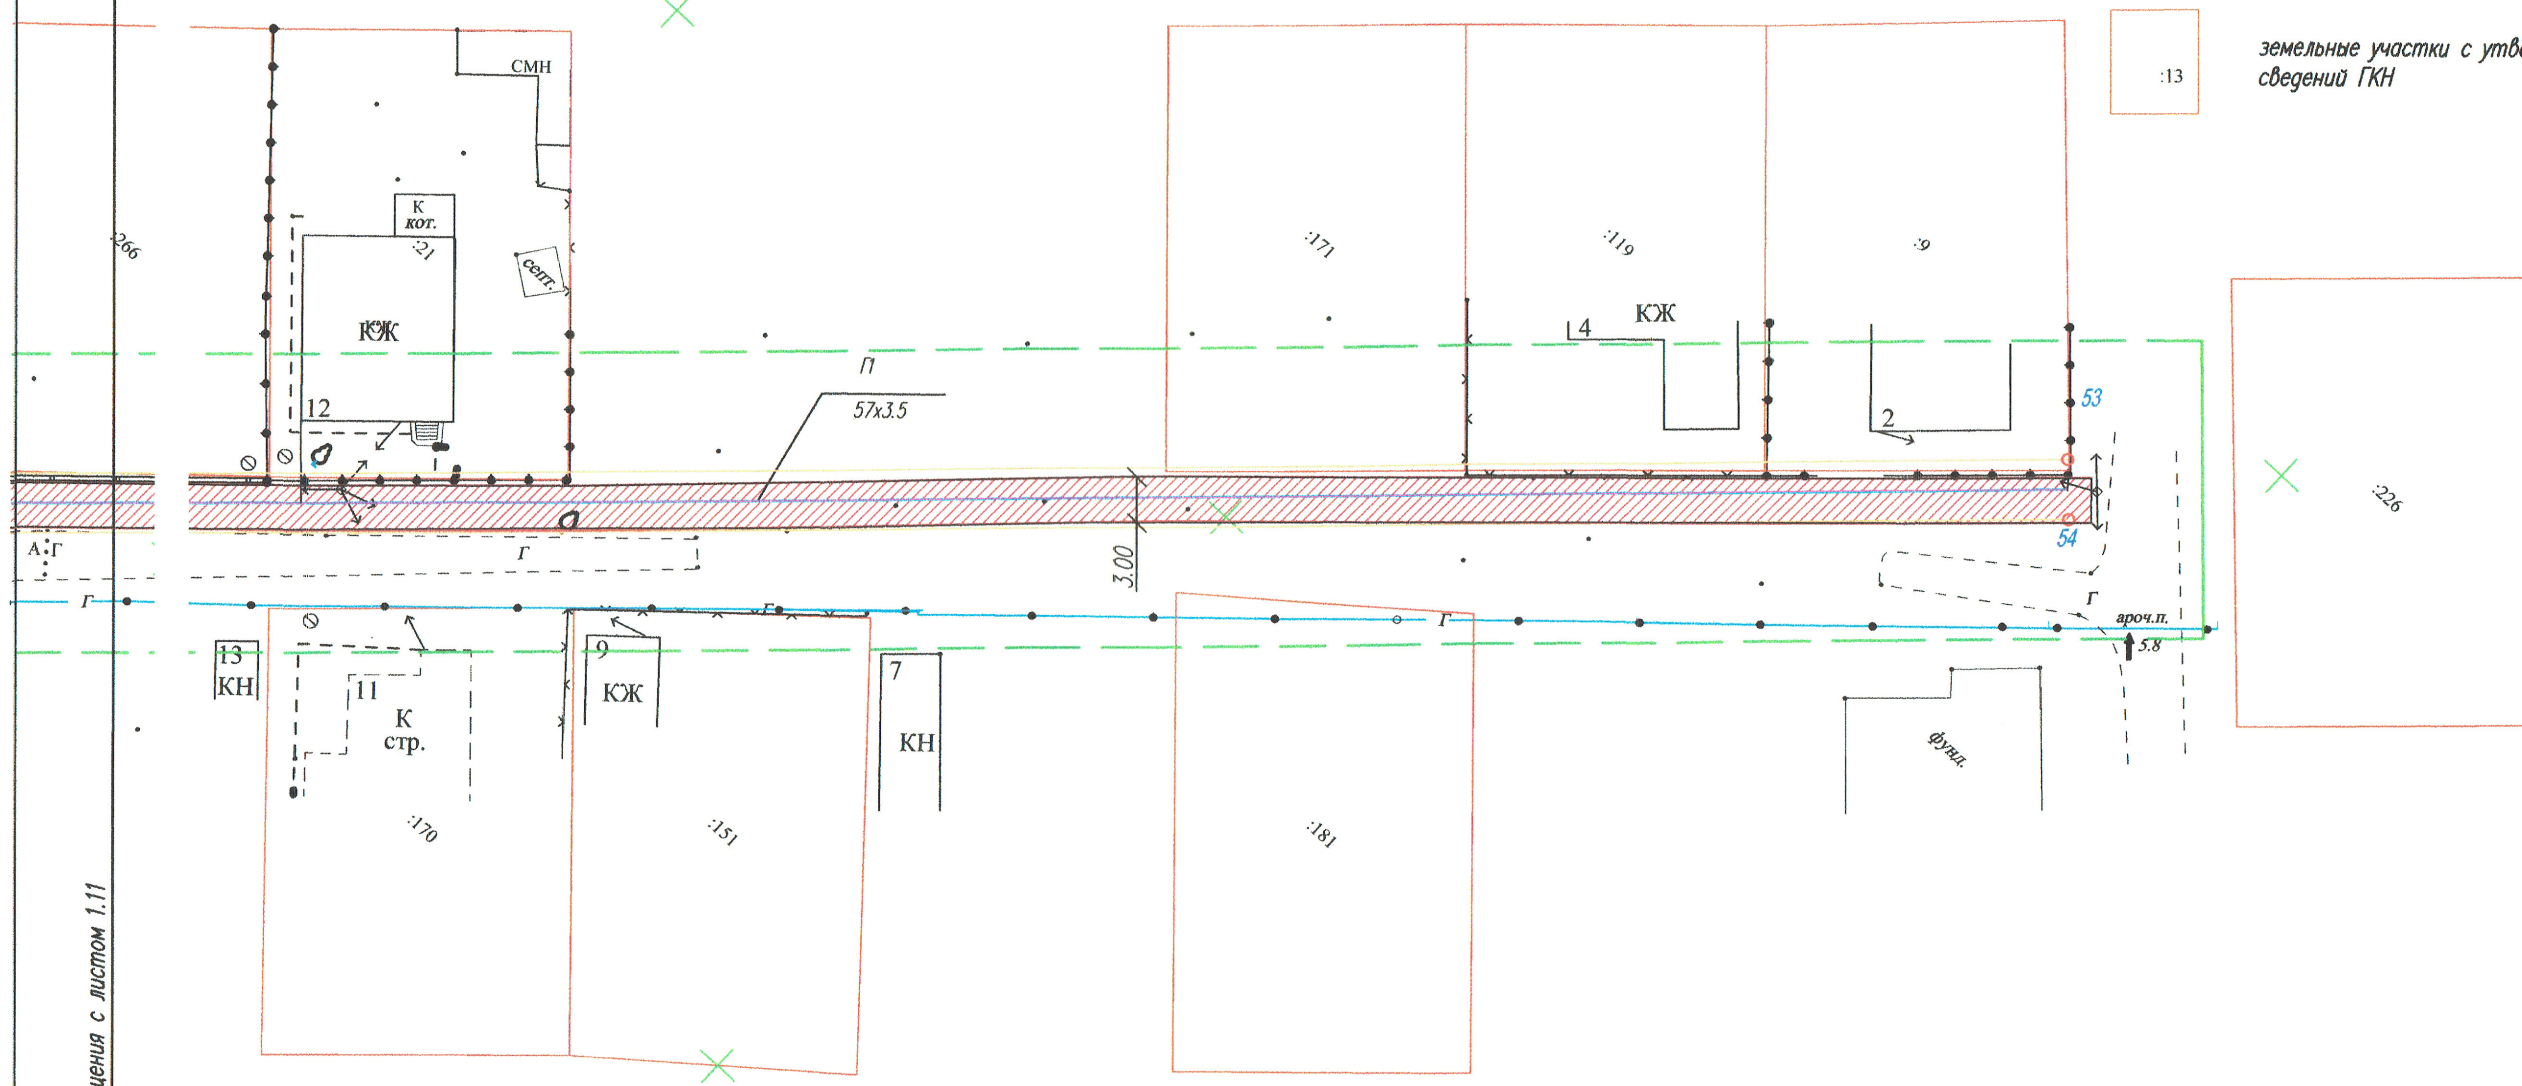 СМН
земельные участки с утв
:13
сведений ГКН
К
кот.
:266
:21
септ.
:171
:119
:9
КЖ
КЖ
4
П
57х3.5
12
2
53
:226
А:Г
Г
3.00
54
Г
Г
Г
Г
ароч.п.
5.8
13
КН
11
9
КЖ
7
К
стр.
КН
фунд.
:170
:151
:181
щения с листом 1.11